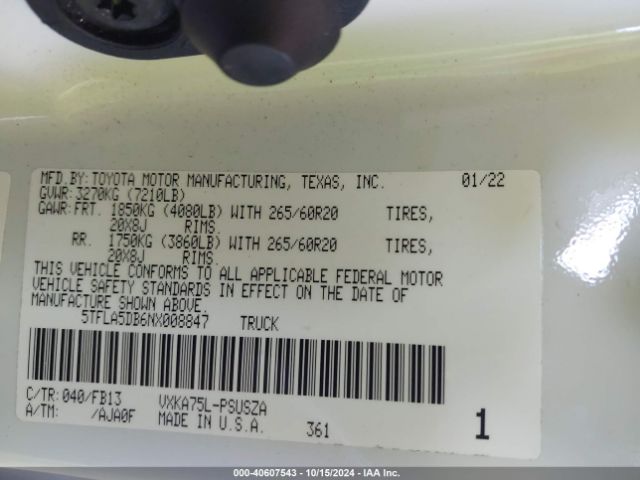 MFD.BY:TOYOTA MOTOR MANUFACTURING, TEXAS, INC. 01/22
GVWR:3270KG (7210LB)
GAWR:FRT. 1850KG (4080LB) WITH 265/60R20 TIRES,
20X8J RIMS.
RR. 1750KG (3860LB) WITH 265/60R20 TIRES,
20X8J RIMS.
THIS VEHICLE CONFORMS TO ALL APPLICABLE FEDERAL MOTOR
VEHICLE SAFETY STANDARDS IN EFFECT ON THE DATE OF
MANUFACTURE SHOWN ABOVE.
5TFLA5DB6NX008847 TRUCK
C/TR:040/FB13 VXKA75L-PSUSZA
A/TM: /AJA0F MADE IN U.S.A. 361 1
000-40607543 - 10/15/2024 - IAA Inc.